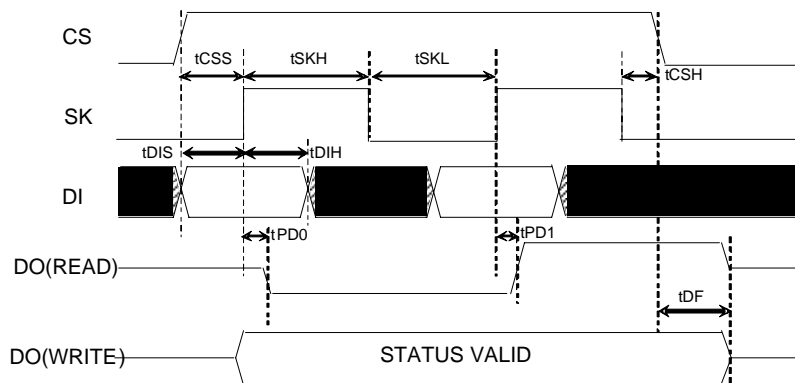 CS
tCSS
tSKH
tSKL
tCSH
SK
tDIS
tDIH
DI
tPD0
tPD1
DO(READ)
tDF
DO(WRITE)
STATUS VALID